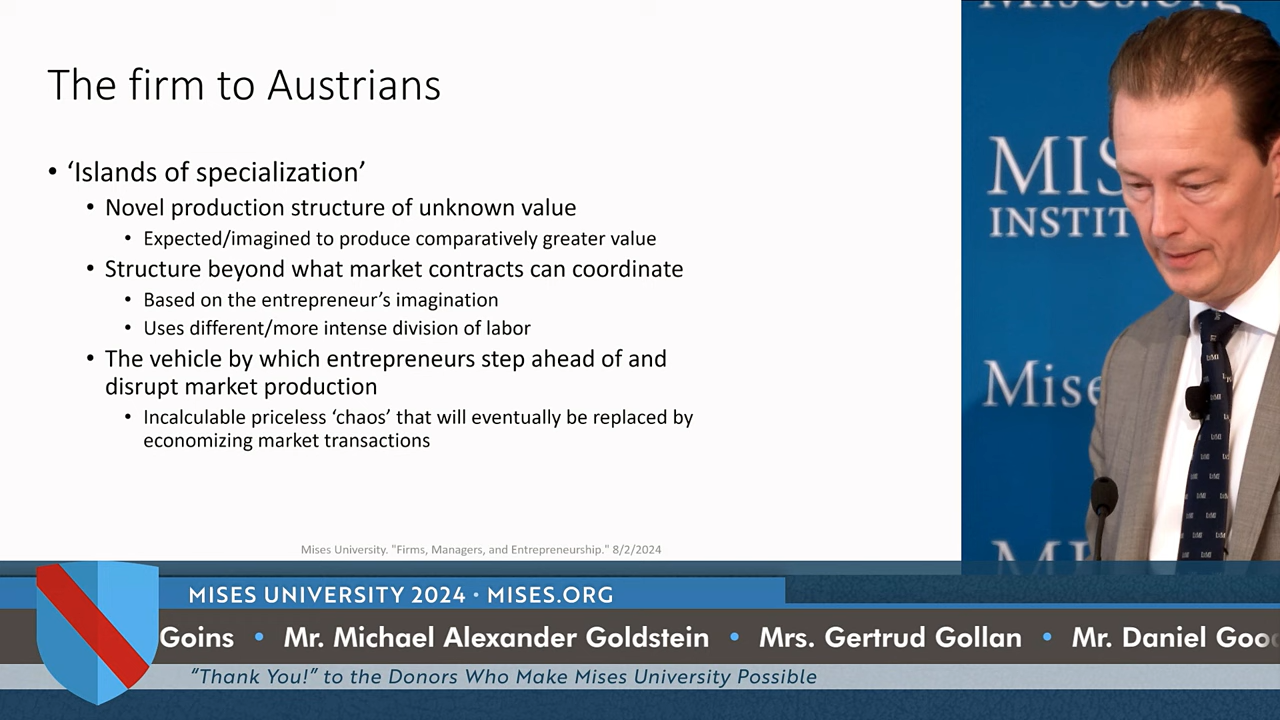 The firm to Austrians
• ‘Islands of specialization’
• Novel production structure of unknown value
• Expected/imagined to produce comparatively greater value
• Structure beyond what market contracts can coordinate
• Based on the entrepreneur’s imagination
• Uses different/more intense division of labor
• The vehicle by which entrepreneurs step ahead of and
disrupt market production
• Incalculable priceless ‘chaos’ that will eventually be replaced by
economizing market transactions
Mises University. "Firms, Managers, and Entrepreneurship." 8/2/2024
Mises.org
MIS
INSTIT
Mise
MISES UNIVERSITY 2024 • MISES.ORG
Goins • Mr. Michael Alexander Goldstein • Mrs. Gertrud Gollan • Mr. Daniel Goo
“Thank You!” to the Donors Who Make Mises University Possible